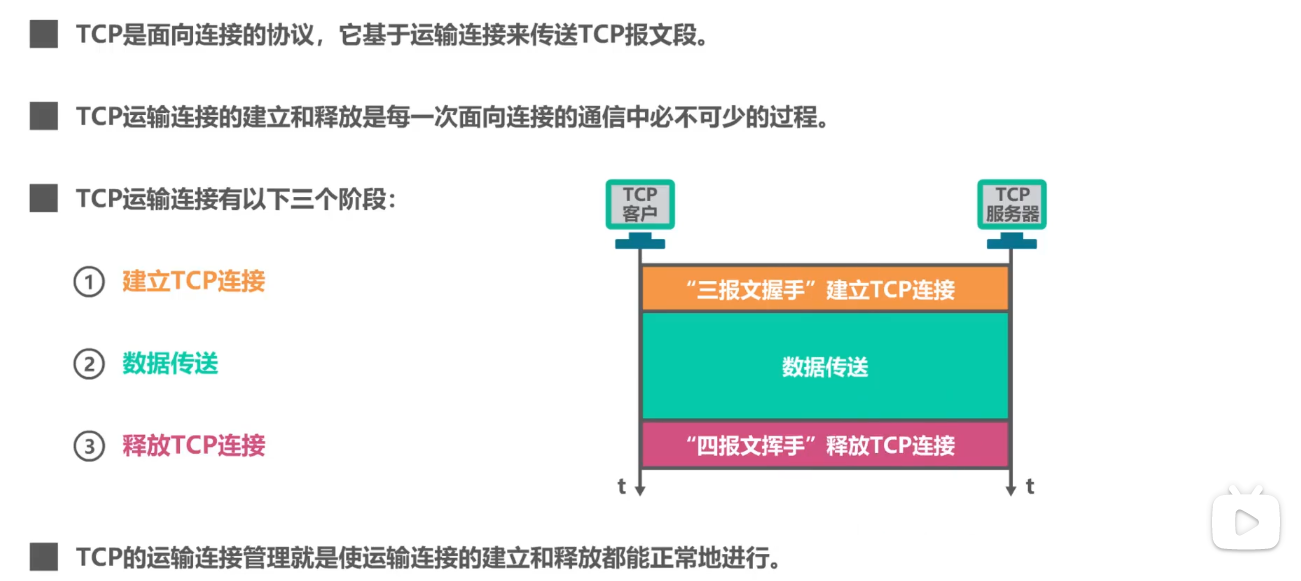 TCP是面向连接的协议，它基于运输连接来传送TCP报文段。
TCP运输连接的建立和释放是每一次面向连接的通信中必不可少的过程。
TCP运输连接有以下三个阶段：
① 建立TCP连接
② 数据传送
③ 释放TCP连接
TCP
客户
TCP
服务器
“三报文握手”建立TCP连接
数据传送
“四报文挥手”释放TCP连接
t
t
TCP的运输连接管理就是使运输连接的建立和释放都能正常地进行。